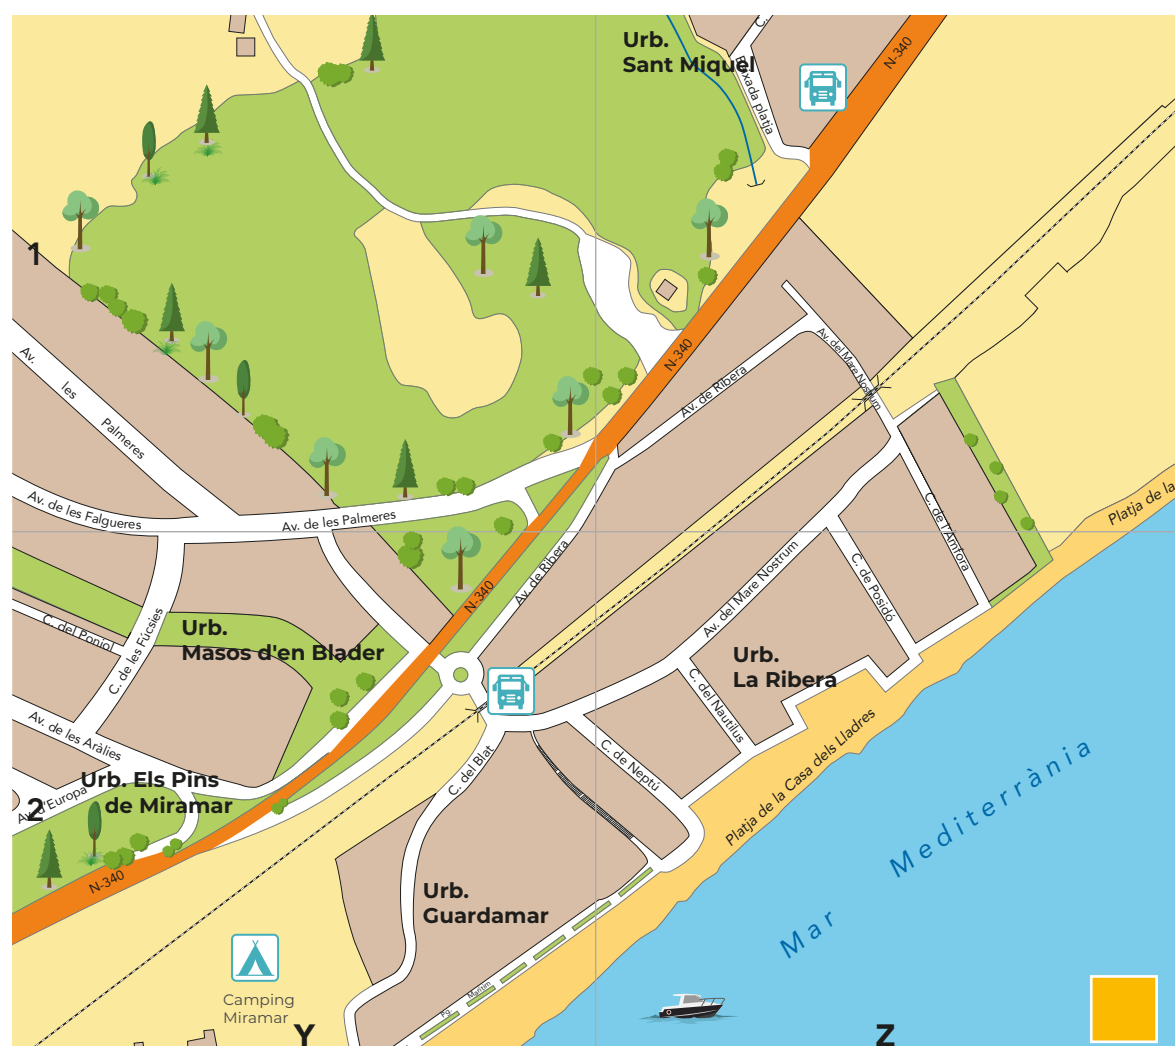 Urb.
Sant Miquel
C.
Baixada platja
N-340
1
Av. les Palmeres
Av. de les Falgueres
Av. de les Palmeres
N-340
Av. de Ribera
Av. del Mare Nostrum
Platja de la
C. de l'Àmfora
C. de Posidó
Av. de Ribera
N-340
Av. del Mare Nostrum
C. del Poniol
C. de les Fúcsies
Urb.
Masos d'en Blader
Urb.
La Ribera
C. del Nautilus
Av. de les Aràlies
C. del Blat
C. de Neptú
Platja de la Casa dels Lladres
Urb. Els Pins
de Miramar
Av. d'Europa
2
N-340
Mar Mediterrània
Urb.
Guardamar
Camping
Miramar
Pg. Marítim
Y
Z